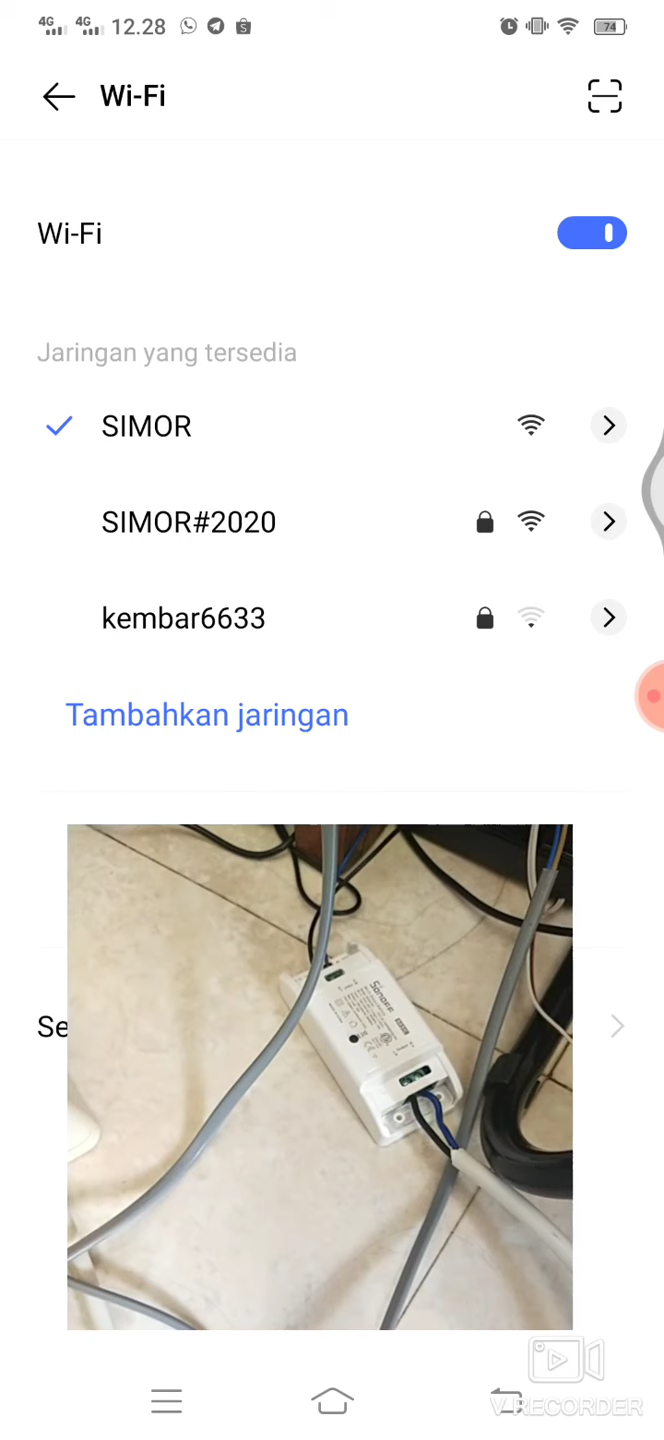 4G 4G 12.28 74
Wi-Fi
Wi-Fi
Jaringan yang tersedia
SIMOR
SIMOR#2020
kembar6633
Tambahkan jaringan
Se
SONOFF
V RECORDER